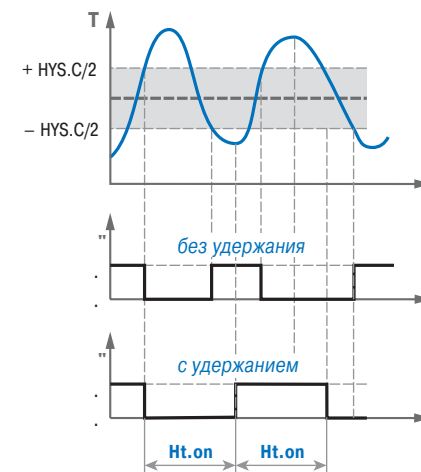 T
+ HYS.C/2
– HYS.C/2
"
без удержания
.
"
с удержанием
.
Ht.on Ht.on